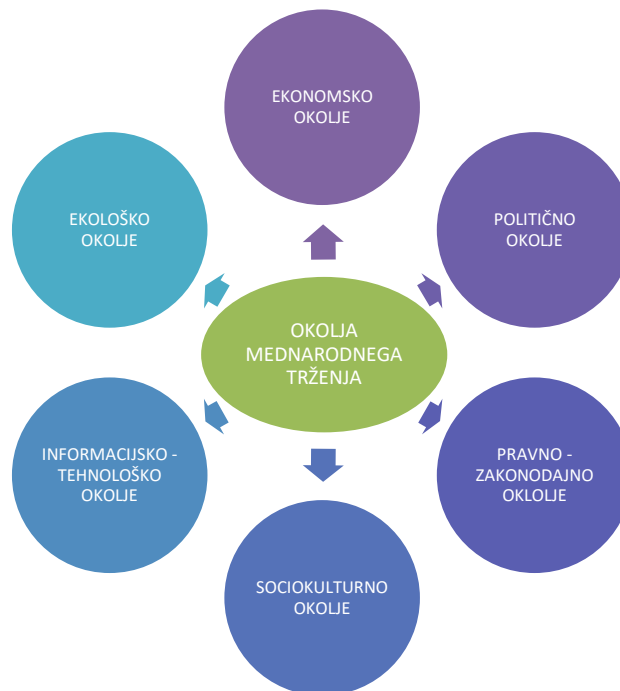 EKONOMSKO
OKOLJE
POLITIČNO
OKOLJE
PRAVNO -
ZAKONODAJNO
OKLOLJE
SOCIOKULTURNO
OKOLJE
INFORMACIJSKO -
TEHNOLOŠKO
OKOLJE
EKOLOŠKO
OKOLJE
OKOLJA
MEDNARODNEGA
TRŽENJA